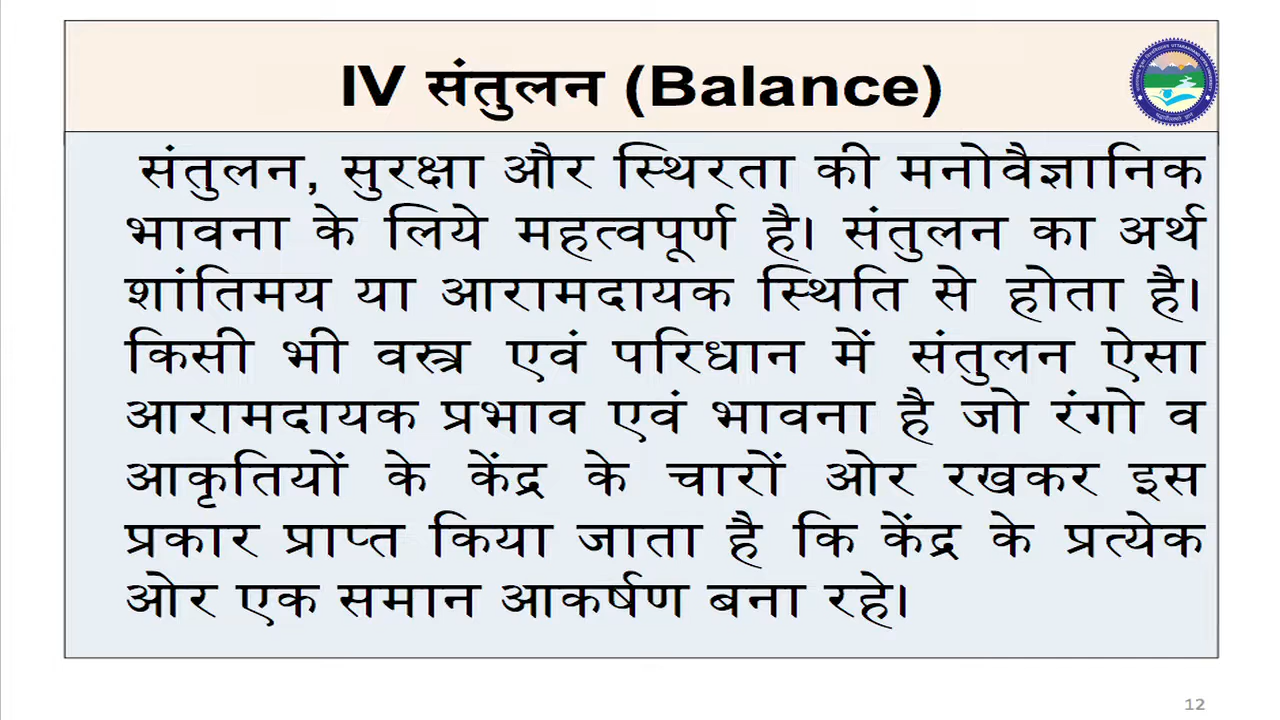 IV संतुलन (Balance)
संतुलन, सुरक्षा और स्थिरता की मनोवैज्ञानिक
भावना के लिये महत्वपूर्ण है। संतुलन का अर्थ
शांतिमय या आरामदायक स्थिति से होता है।
किसी भी वस्त्र एवं परिधान में संतुलन ऐसा
आरामदायक प्रभाव एवं भावना है जो रंगो व
आकृतियों के केंद्र के चारों ओर रखकर इस
प्रकार प्राप्त किया जाता है कि केंद्र के प्रत्येक
ओर एक समान आकर्षण बना रहे।
12